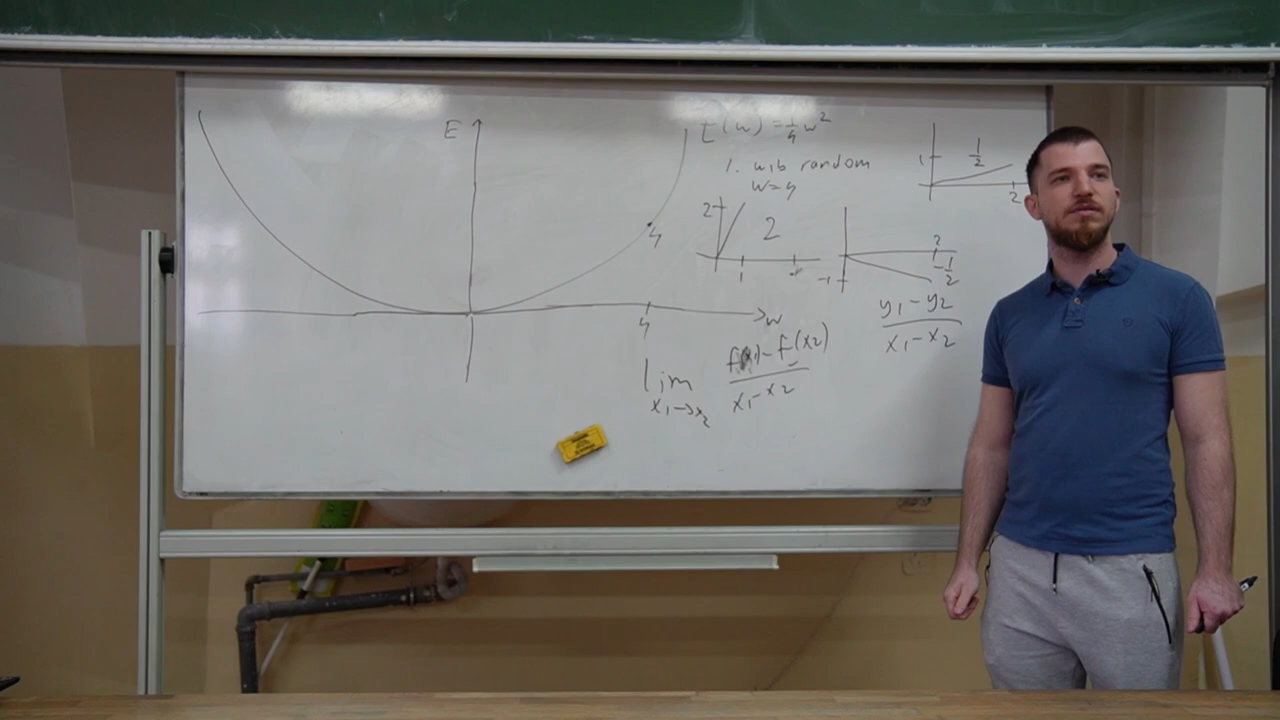 E
E(w) = 1/4 w²
1. w,b random
w=4
1
1/2
2
2
2
1
2
-1
-1/2
4
4
w
y1 - y2
x1 - x2
lim
x1→x2
f(x1) - f(x2)
x1 - x2